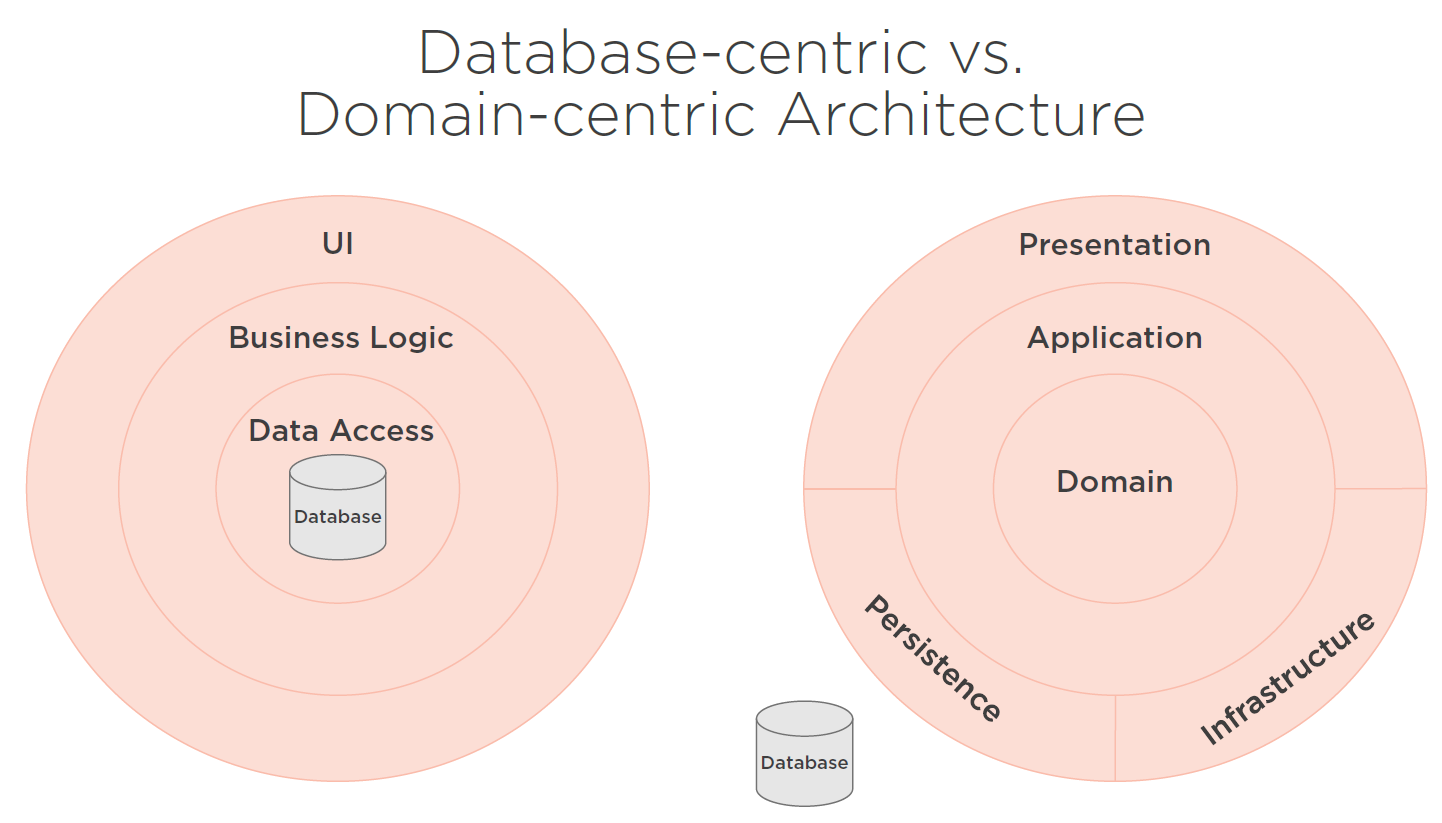 Database-centric vs.
Domain-centric Architecture
UI
Business Logic
Data Access
Database
Presentation
Application
Domain
Persistence
Infrastructure
Database